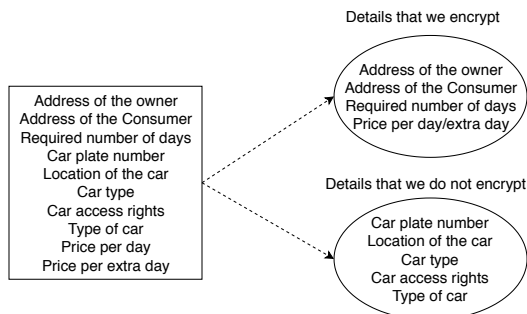 Details that we encrypt
Address of the owner
Address of the Consumer
Required number of days
Car plate number
Location of the car
Car type
Car access rights
Type of car
Price per day
Price per extra day
Address of the owner
Address of the Consumer
Required number of days
Price per day/extra day
Details that we do not encrypt
Car plate number
Location of the car
Car type
Car access rights
Type of car